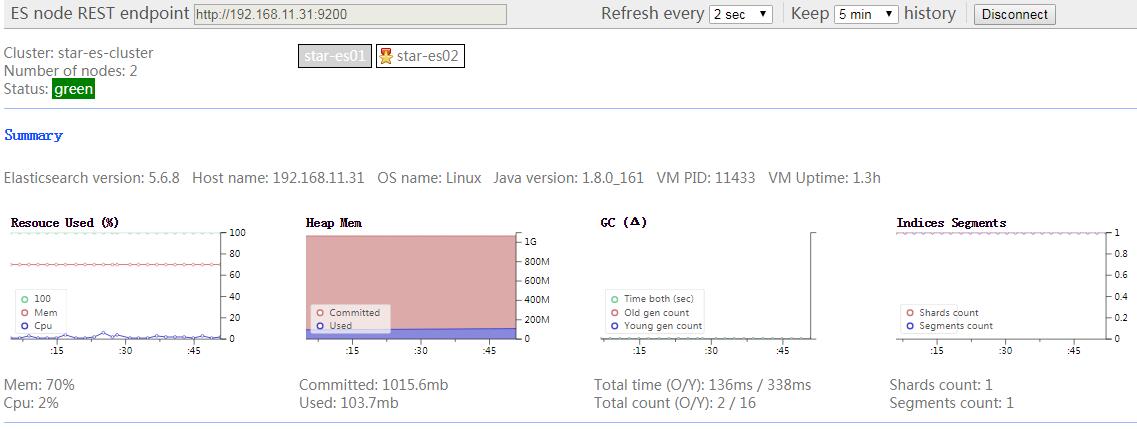 ES node REST endpoint http://192.168.11.31:9200 Refresh every 2 sec Keep 5 min history Disconnect
Cluster: star-es-cluster
Number of nodes: 2
Status: green
star-es01 star-es02
Summary
Elasticsearch version: 5.6.8 Host name: 192.168.11.31 OS name: Linux Java version: 1.8.0_161 VM PID: 11433 VM Uptime: 1.3h
Resouce Used (%)
100
80
60
40
20
0
100
Mem
Cpu
:15 :30 :45
Mem: 70%
Cpu: 2%
Heap Mem
1G
800M
600M
400M
200M
0
Committed
Used
:15 :30 :45
Committed: 1015.6mb
Used: 103.7mb
GC (Δ)
Time both (sec)
Old gen count
Young gen count
:15 :30 :45
Total time (O/Y): 136ms / 338ms
Total count (O/Y): 2 / 16
Indices Segments
1
0.8
0.6
0.4
0.2
0
Shards count
Segments count
:15 :30 :45
Shards count: 1
Segments count: 1